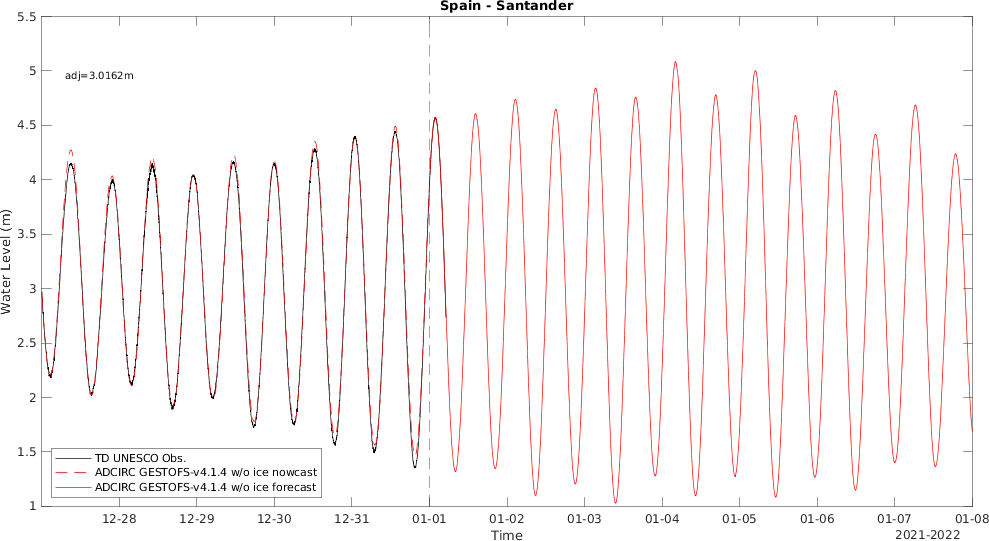 Spain - Santander
adj=3.0162m
5.5
5
4.5
4
3.5
3
2.5
2
1.5
1
Water Level (m)
TD UNESCO Obs.
ADCIRC GESTOFS-v4.1.4 w/o ice nowcast
ADCIRC GESTOFS-v4.1.4 w/o ice forecast
12-28 12-29 12-30 12-31 01-01 01-02 01-03 01-04 01-05 01-06 01-07 01-08
Time
2021-2022